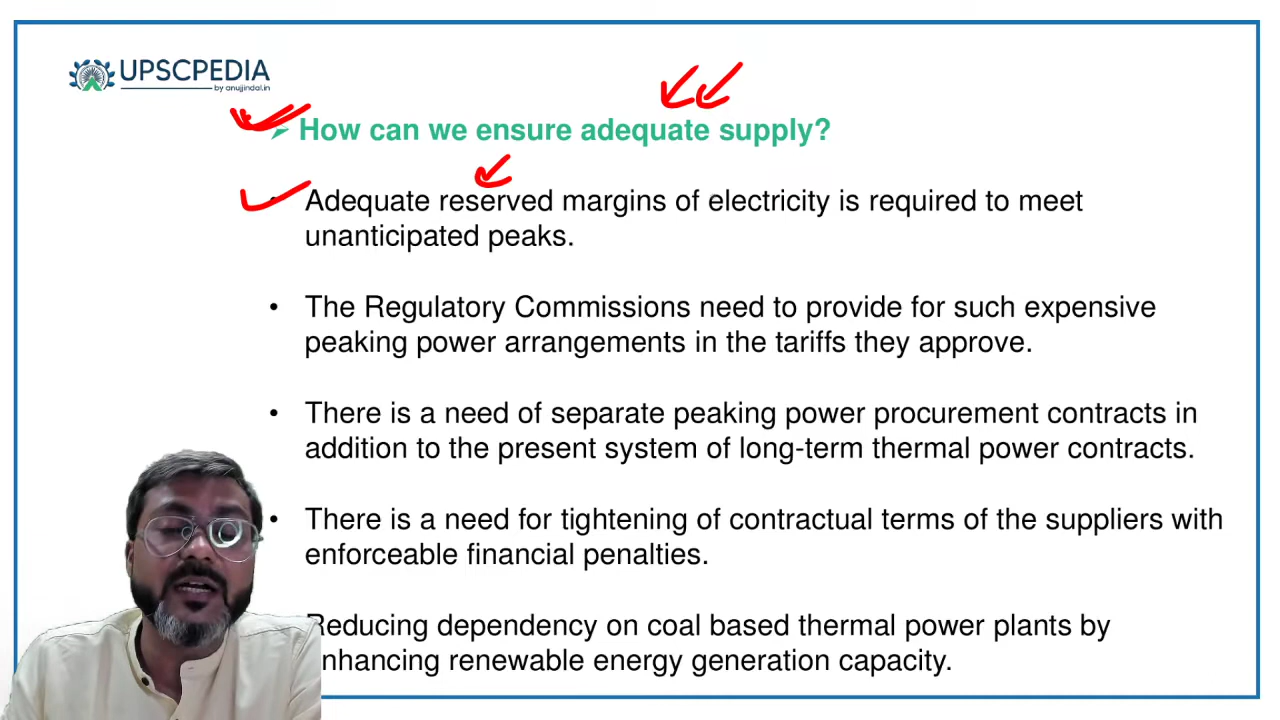 UPSCPEDIA
by anujjindal.in
How can we ensure adequate supply?
• Adequate reserved margins of electricity is required to meet
unanticipated peaks.
• The Regulatory Commissions need to provide for such expensive
peaking power arrangements in the tariffs they approve.
• There is a need of separate peaking power procurement contracts in
addition to the present system of long-term thermal power contracts.
• There is a need for tightening of contractual terms of the suppliers with
enforceable financial penalties.
Reducing dependency on coal based thermal power plants by
nhancing renewable energy generation capacity.